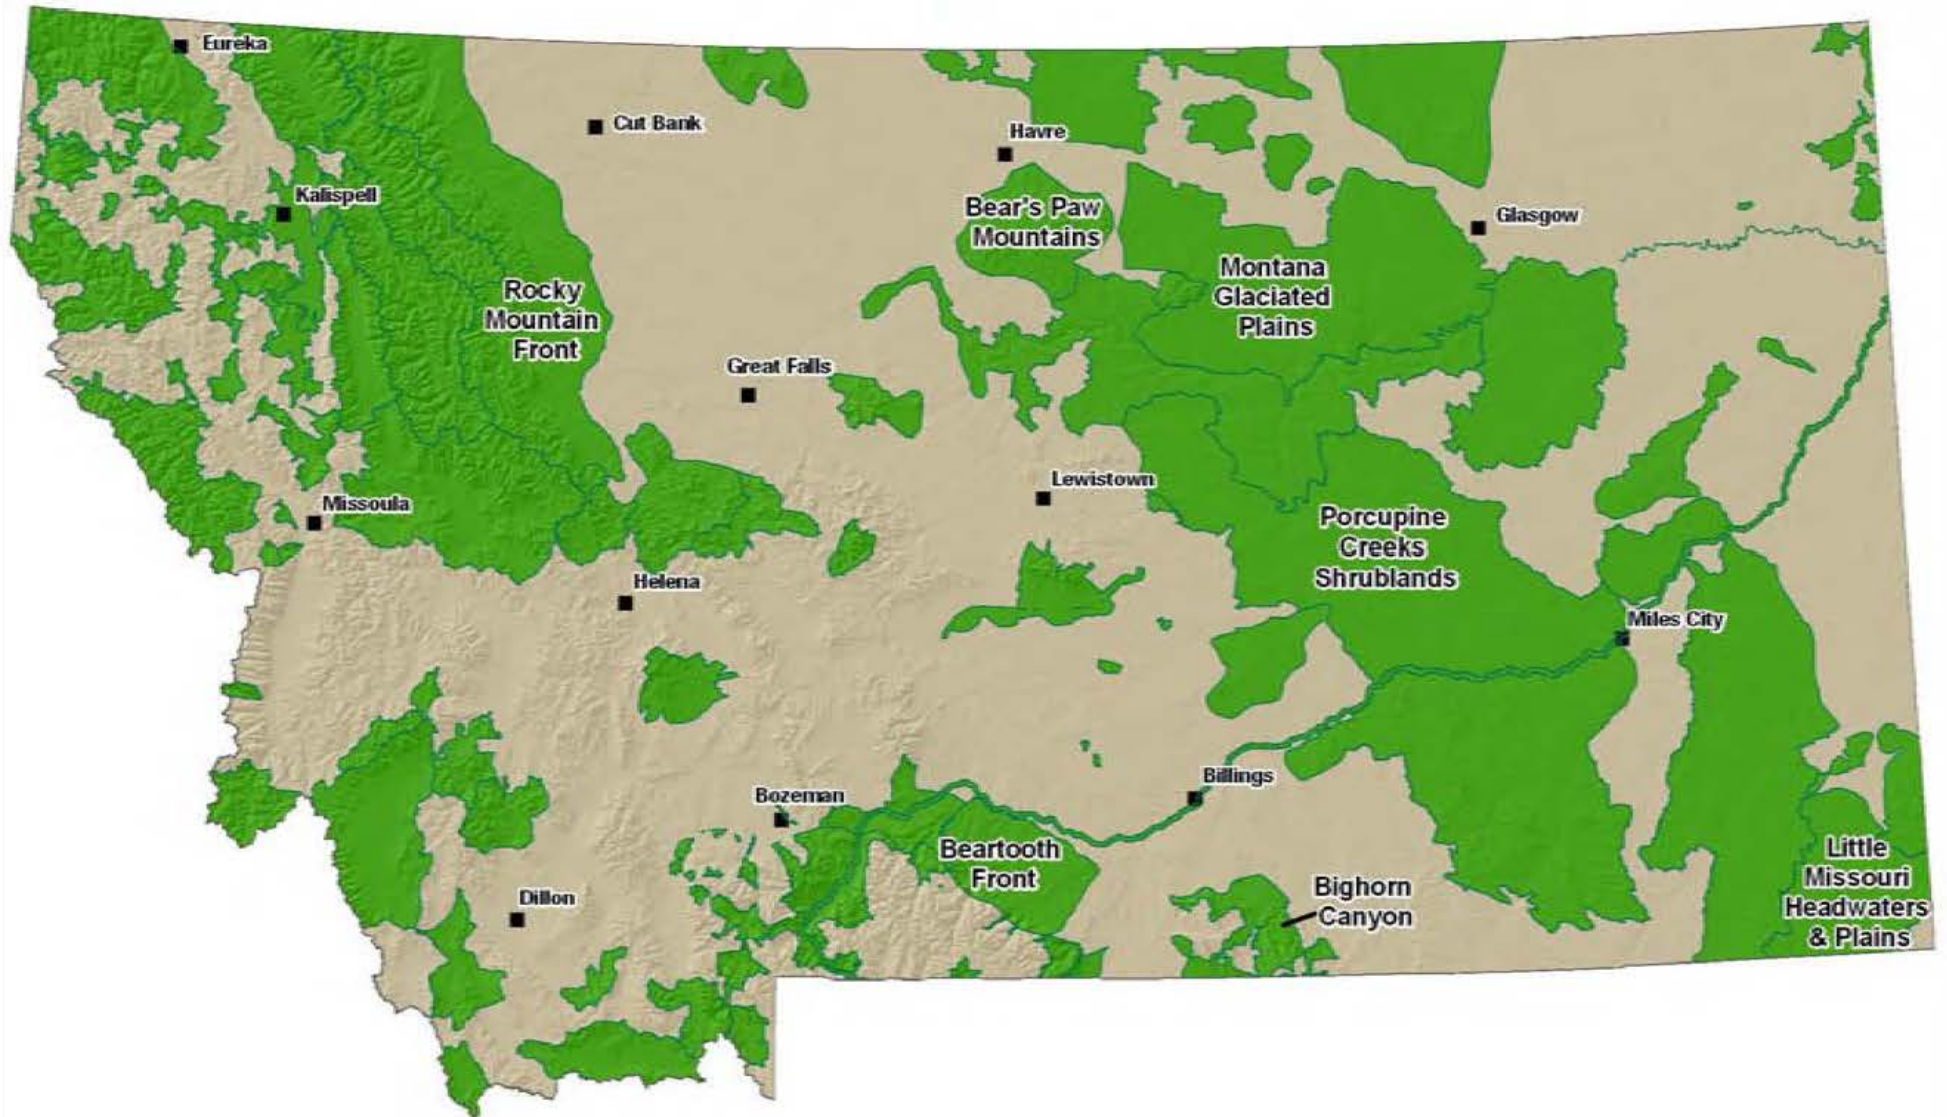 Eureka
Cut Bank
Havre
Kalispell
Bear's Paw
Mountains
Glasgow
Montana
Glaciated
Plains
Rocky
Mountain
Front
Great Falls
Lewistown
Missoula
Porcupine
Creeks
Shrublands
Helena
Miles City
Billings
Bozeman
Beartooth
Front
Little
Missouri
Headwaters
& Plains
Bighorn
Canyon
Dillon